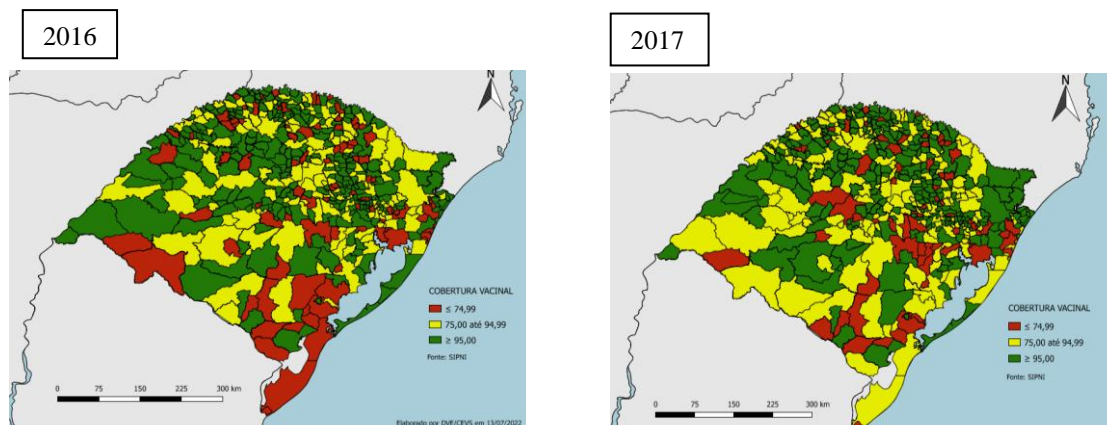 2016
N
COBERTURA VACINAL
≤ 74,99
75,00 até 94,99
≥ 95,00
Fonte: SIPNI
0 75 150 225 300 km
Elaborado por DVE/CEVS em 13/07/2022
2017
N
COBERTURA VACINAL
≤ 74,99
75,00 até 94,99
≥ 95,00
Fonte: SIPNI
0 75 150 225 300 km